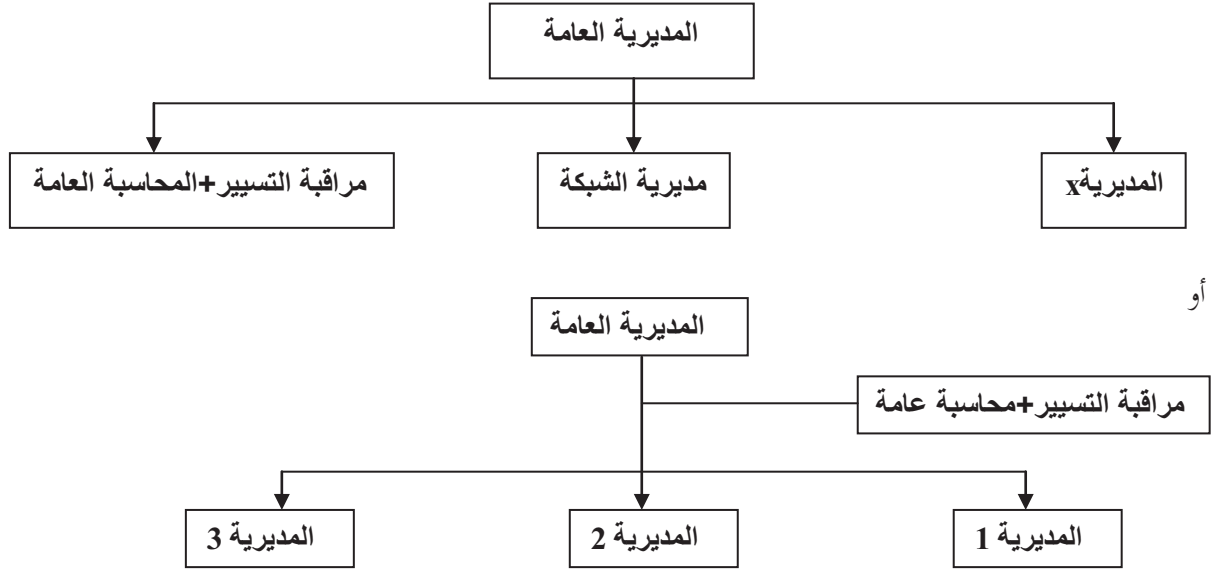 المديرية العامة
المديريةx
مديرية الشبكة
مراقبة التسيير+المحاسبة العامة
أو
المديرية العامة
مراقبة التسيير+محاسبة عامة
المديرية 1
المديرية 2
المديرية 3